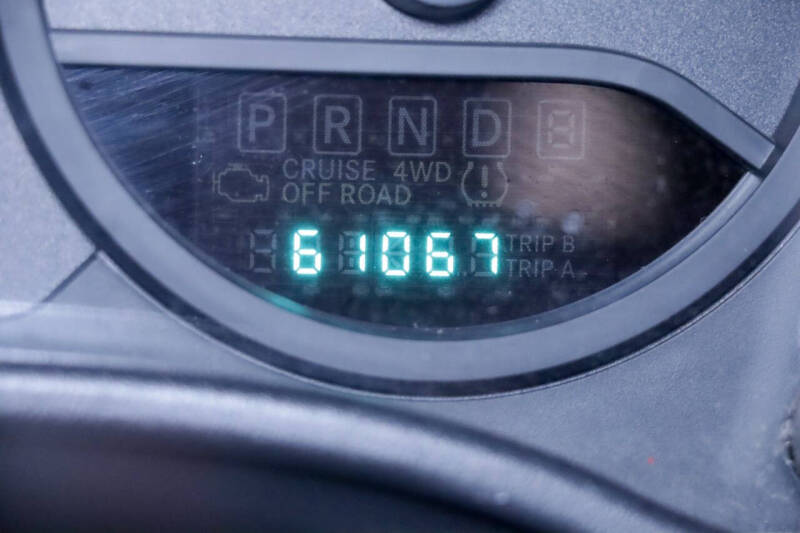 P R N D
CRUISE 4WD
OFF ROAD
61067
TRIP B
TRIP A